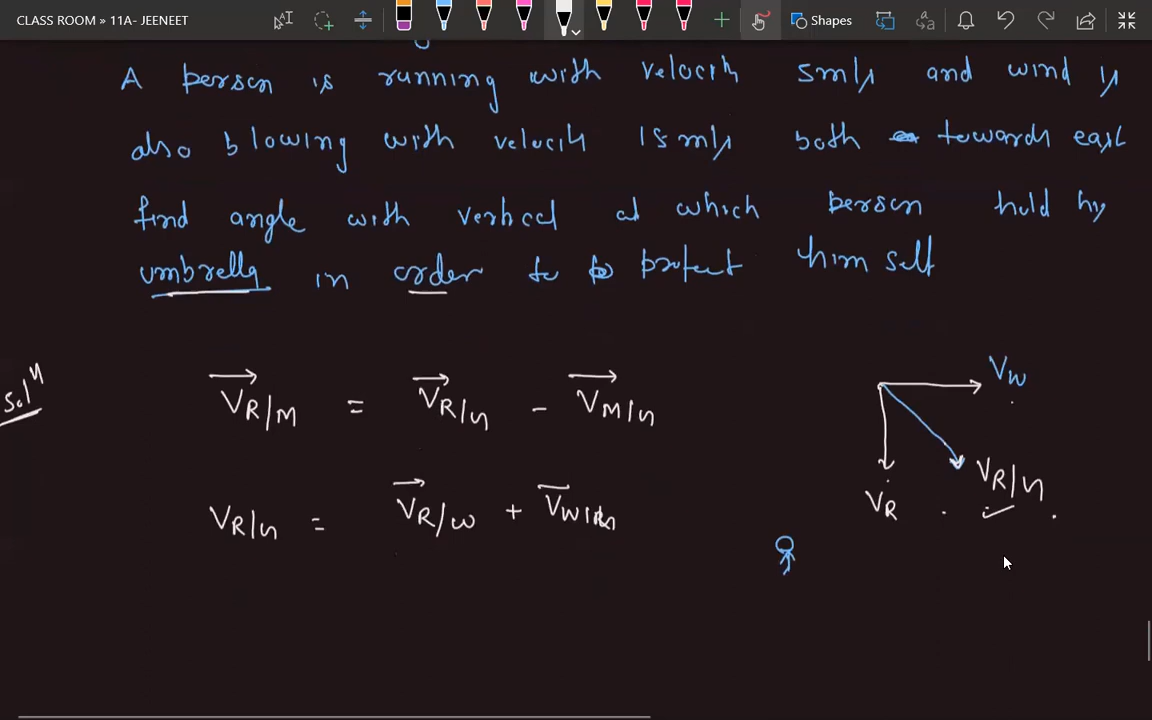 CLASS ROOM » 11A- JEENEET
Shapes
A person is running with velocity 5m/s and wind is
also blowing with velocity 15m/s both towards east
find angle with vertical at which person hold his
umbrella in order to protect him self
Solⁿ
V_R/M = V_R/G - V_M/G
V_W
V_R/G
V_R/G = V_R/W + V_W/G
V_R